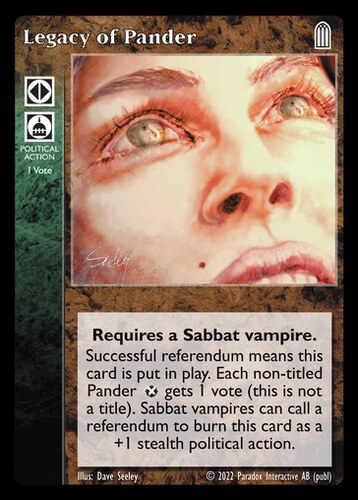 Legacy of Pander
POLITICAL
ACTION
1 Vote
Seeley
Requires a Sabbat vampire.
Successful referendum means this
card is put in play. Each non-titled
Pander gets 1 vote (this is not
a title). Sabbat vampires can call a
referendum to burn this card as a
+1 stealth political action.
Illus: Dave Seeley
© 2022 Paradox Interactive AB (publ)